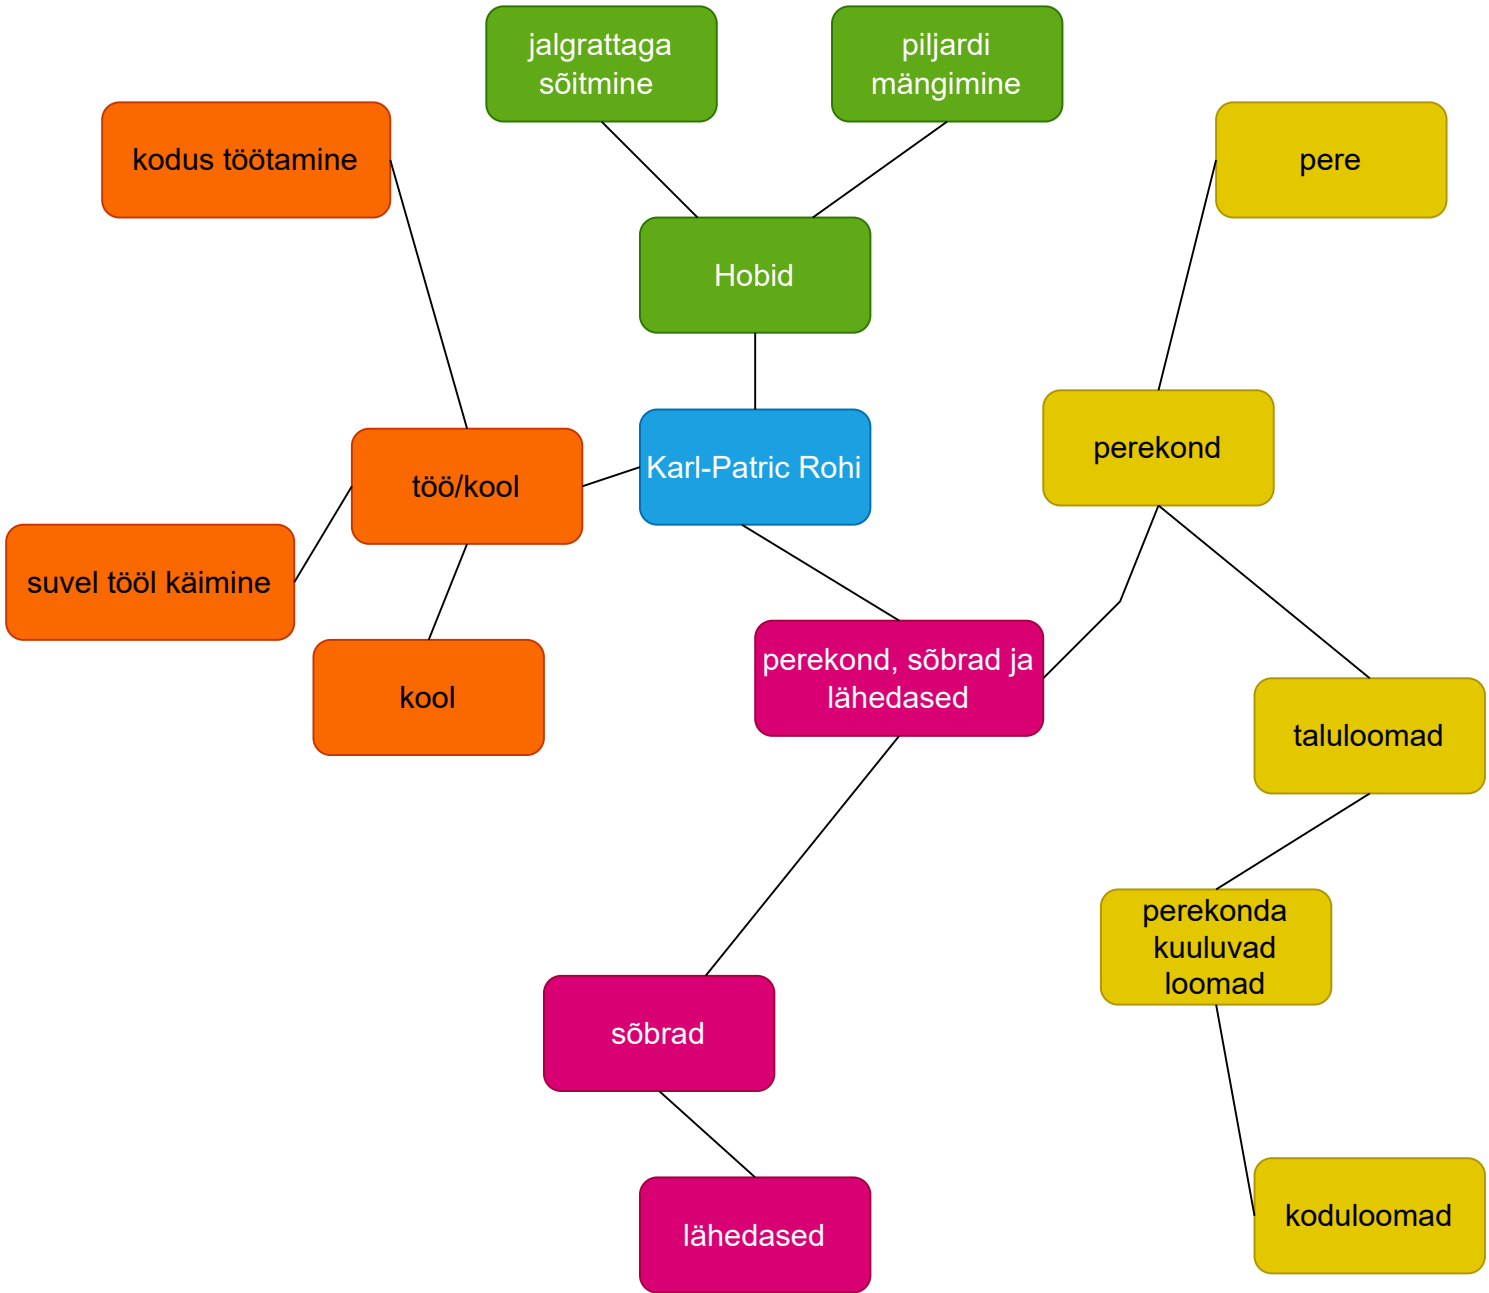 jalgrattaga
sõitmine
piljardi
mängimine
kodus töötamine
pere
Hobid
perekond
Karl-Patric Rohi
töö/kool
suvel tööl käimine
perekond, sõbrad ja
lähedased
kool
taluloomad
perekonda
kuuluvad
loomad
sõbrad
koduloomad
lähedased